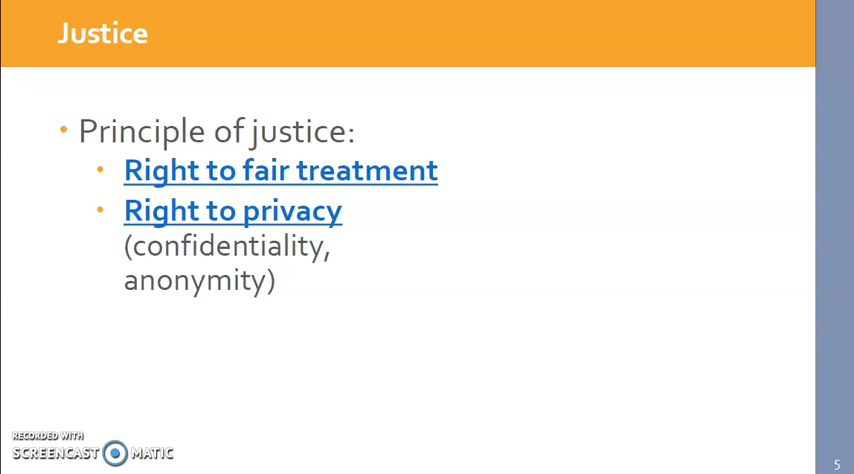 Justice
• Principle of justice:
• Right to fair treatment
• Right to privacy
(confidentiality,
anonymity)
RECORDED WITH
SCREENCAST MATIC
5